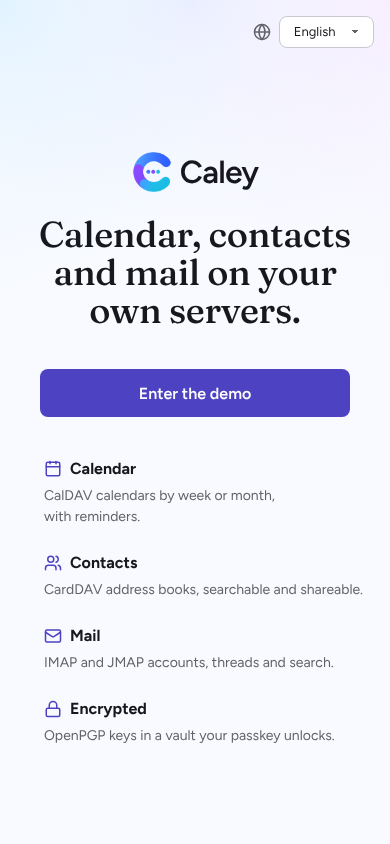 English
Caley
Calendar, contacts
and mail on your
own servers.
Enter the demo
Calendar
CalDAV calendars by week or month,
with reminders.
Contacts
CardDAV address books, searchable and shareable.
Mail
IMAP and JMAP accounts, threads and search.
Encrypted
OpenPGP keys in a vault your passkey unlocks.